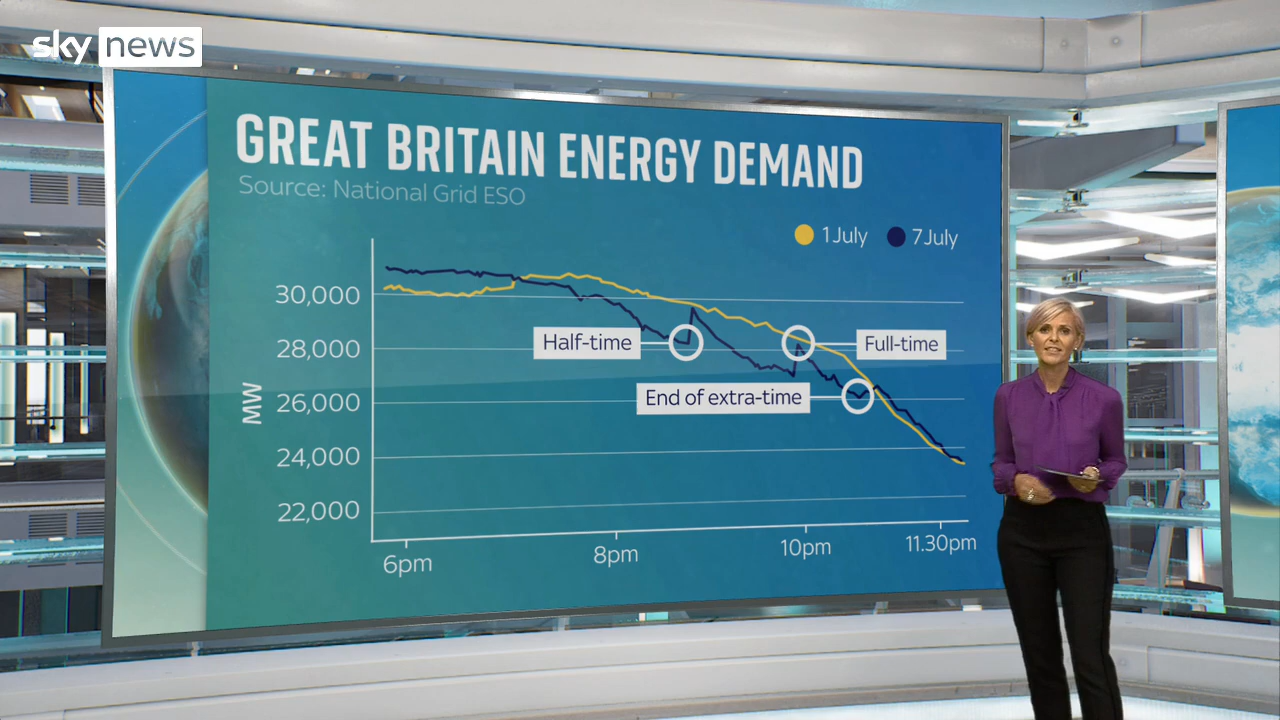 sky news
GREAT BRITAIN ENERGY DEMAND
Source: National Grid ESO
1 July
7 July
30,000
28,000
26,000
24,000
22,000
MW
Half-time
Full-time
End of extra-time
6pm
8pm
10pm
11.30pm